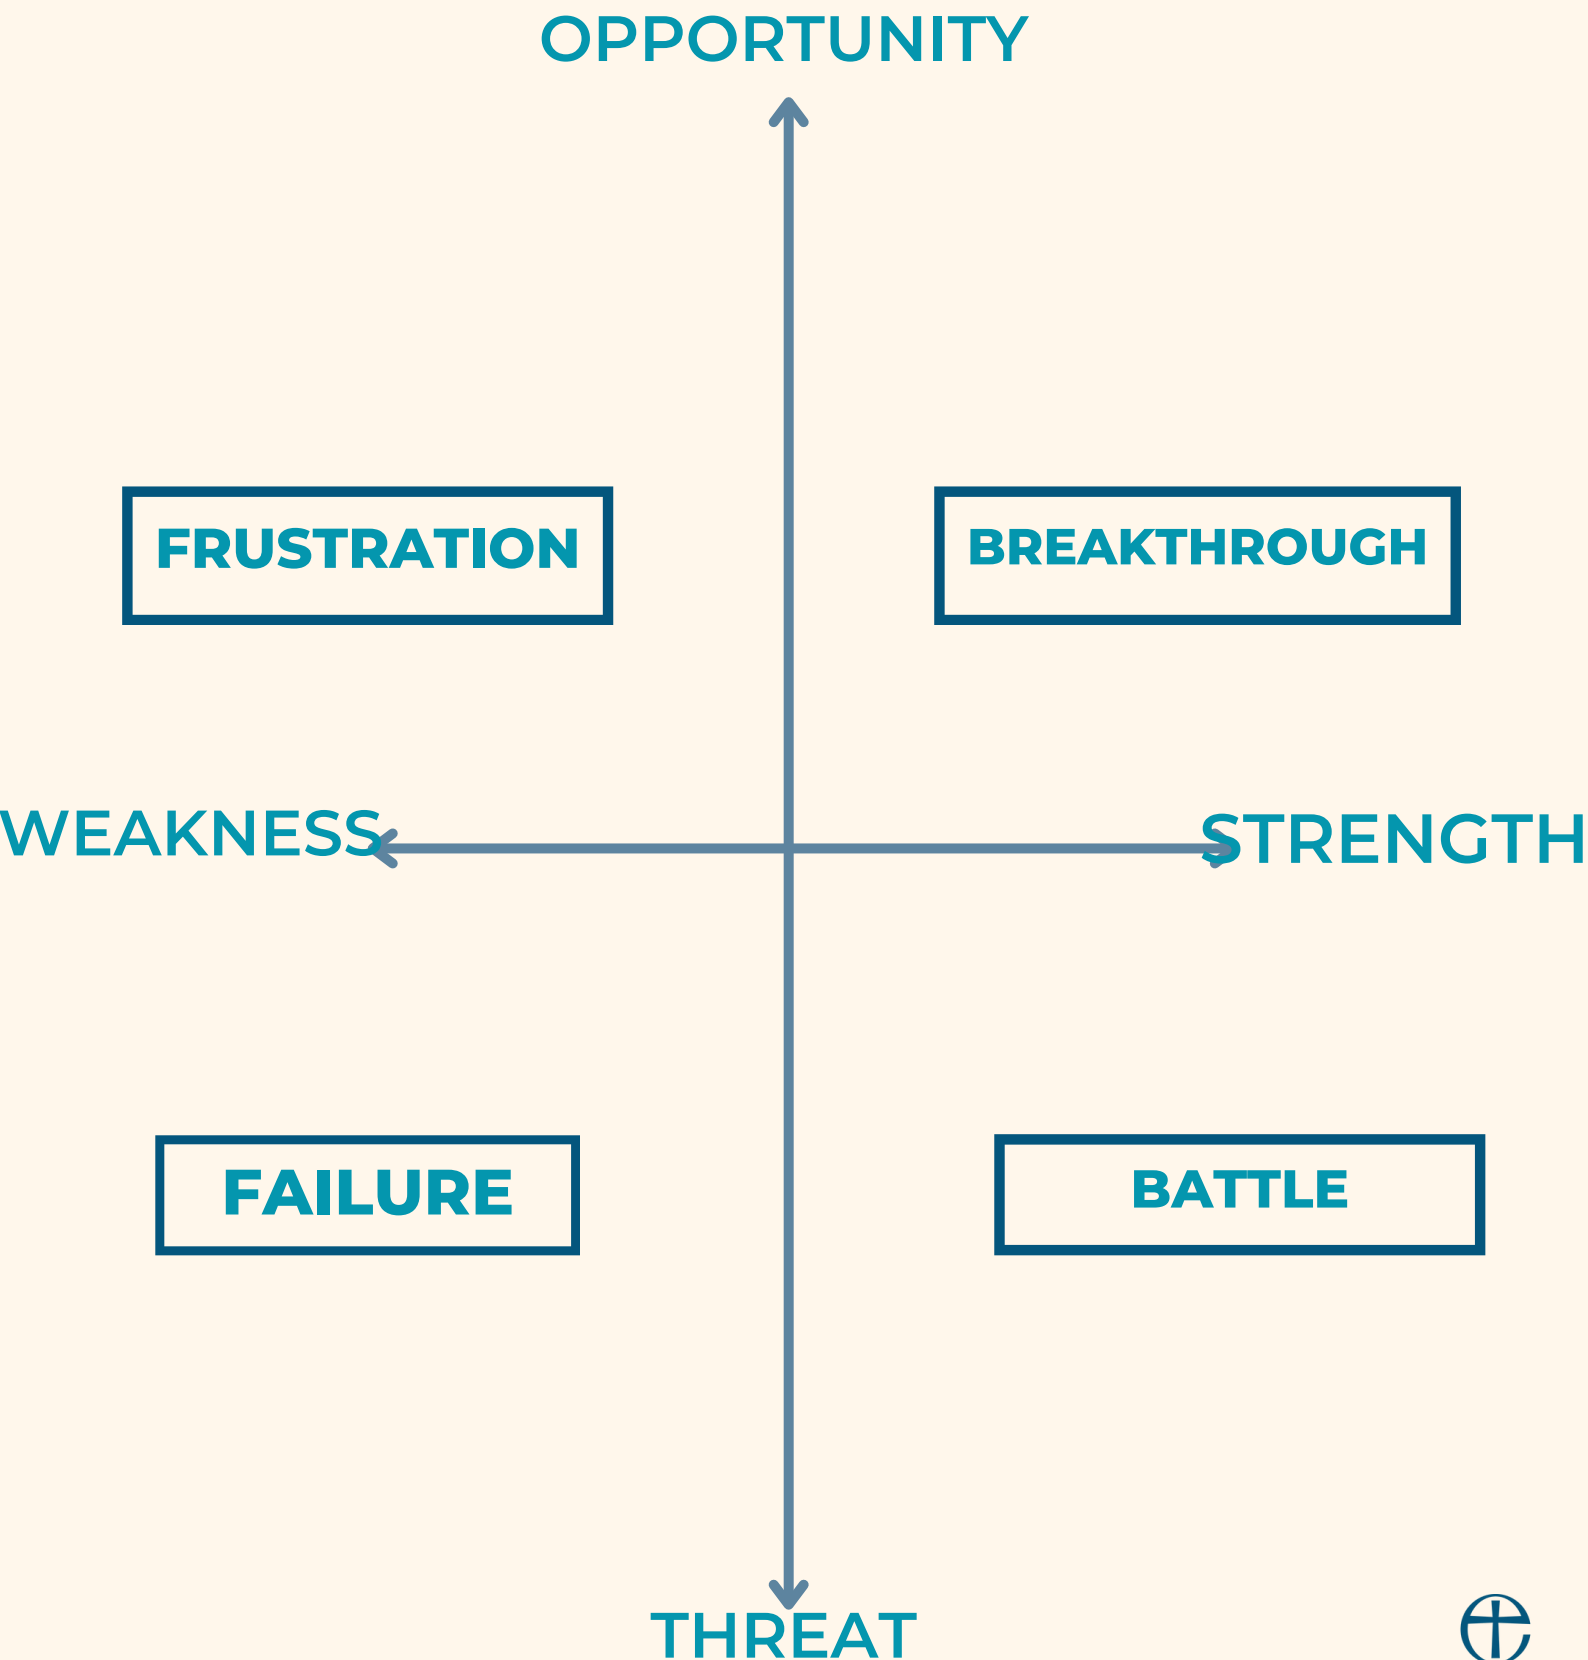 OPPORTUNITY
FRUSTRATION
BREAKTHROUGH
WEAKNESS
STRENGTH
FAILURE
BATTLE
THREAT